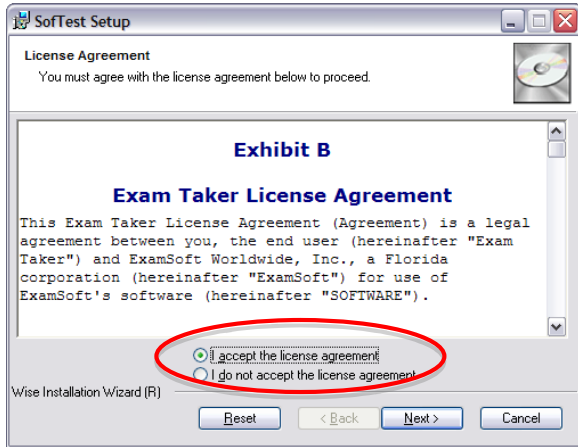 SofTest Setup
License Agreement
You must agree with the license agreement below to proceed.
Exhibit B
Exam Taker License Agreement
This Exam Taker License Agreement (Agreement) is a legal
agreement between you, the end user (hereinafter "Exam
Taker") and ExamSoft Worldwide, Inc., a Florida
corporation (hereinafter "ExamSoft") for use of
ExamSoft's software (hereinafter "SOFTWARE").
I accept the license agreement
I do not accept the license agreement
Wise Installation Wizard (R)
Reset < Back Next > Cancel